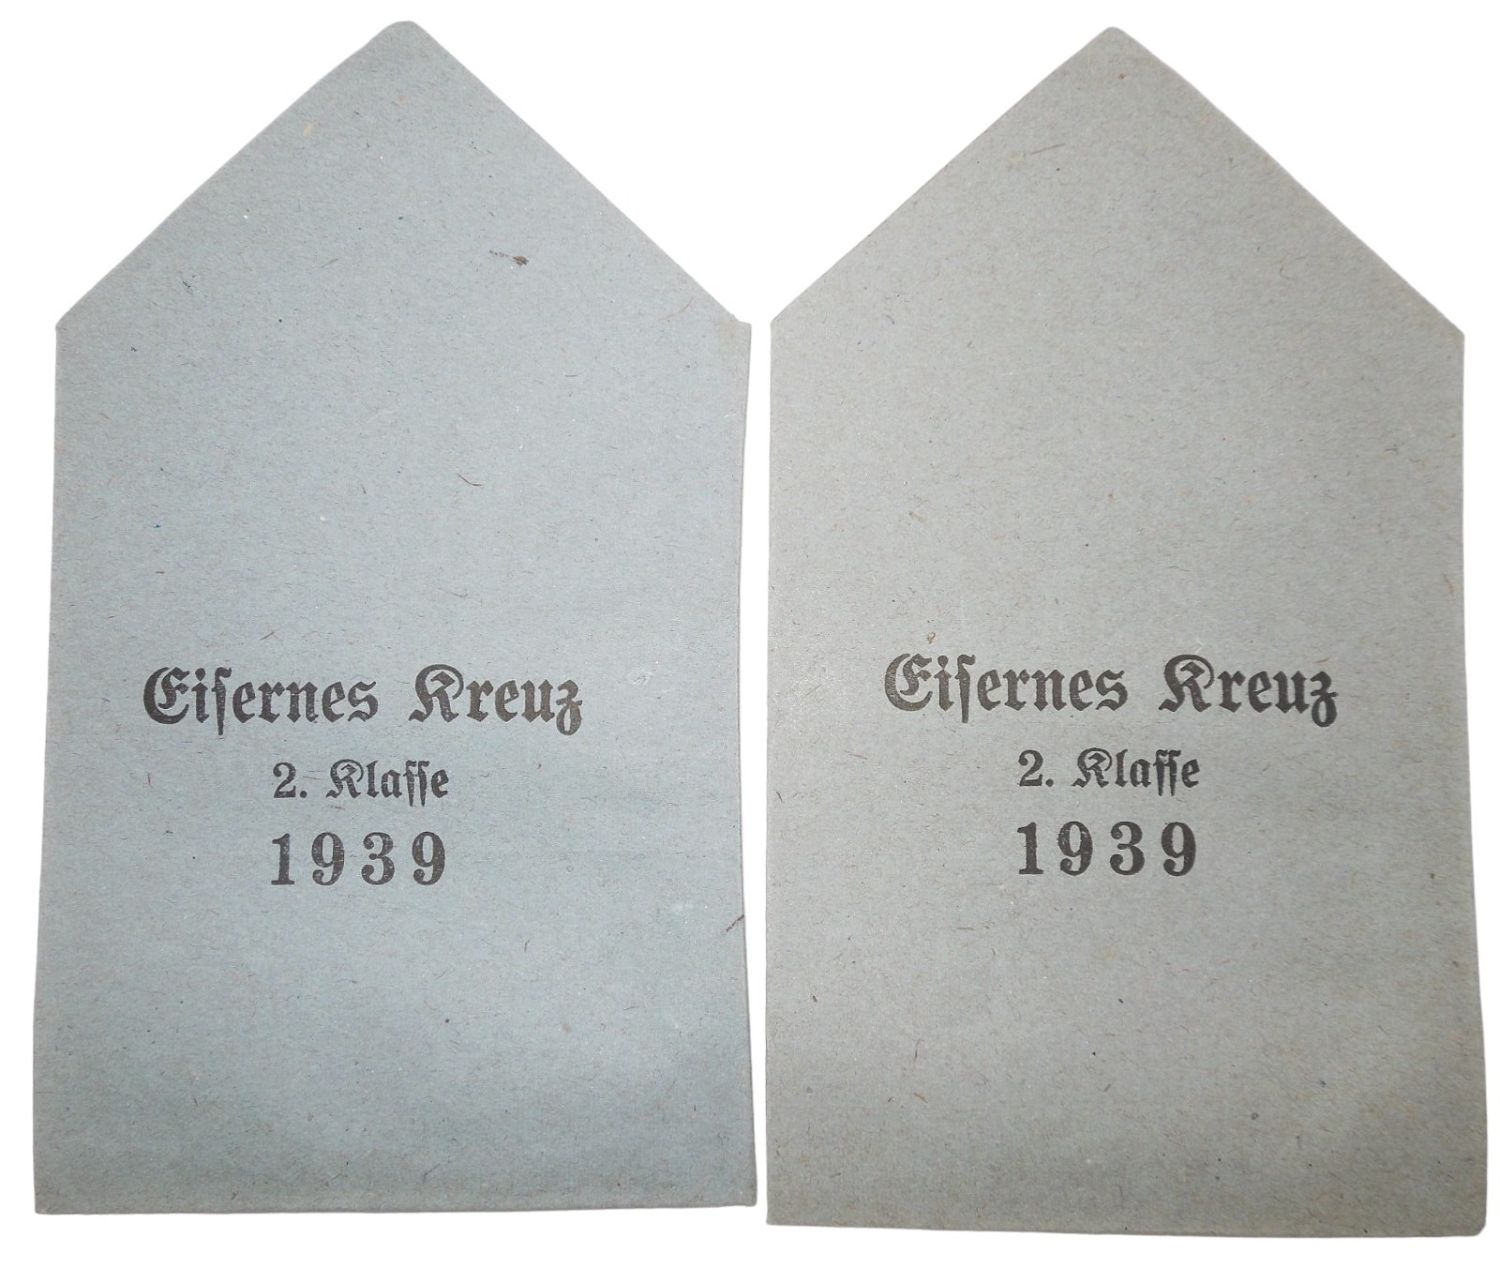 Eiſernes Kreuz
2. Klaſſe
1939
Eiſernes Kreuz
2. Klaſſe
1939